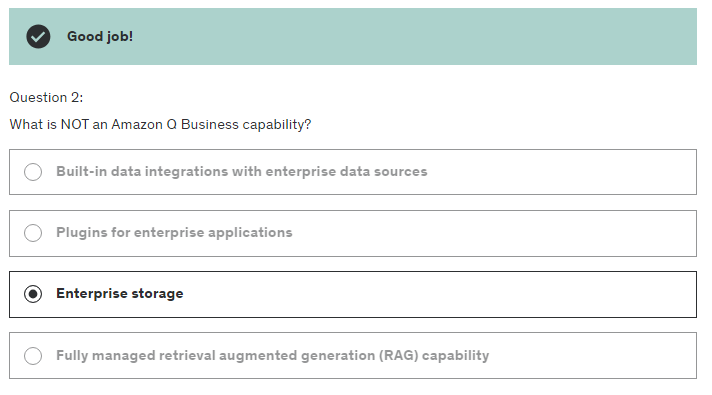 Good job!
Question 2:
What is NOT an Amazon Q Business capability?
Built-in data integrations with enterprise data sources
Plugins for enterprise applications
Enterprise storage
Fully managed retrieval augmented generation (RAG) capability